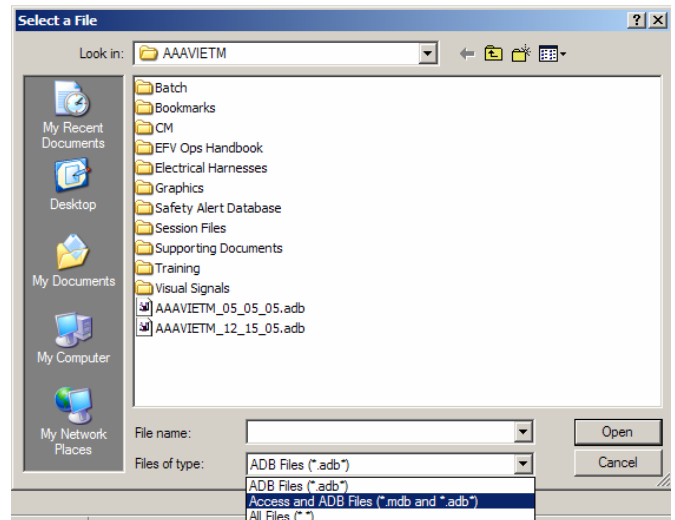 Select a File
Look in:
AAAVIETM
My Recent
Documents
Desktop
My Documents
My Computer
My Network
Places
Batch
Bookmarks
CM
EFV Ops Handbook
Electrical Harnesses
Graphics
Safety Alert Database
Session Files
Supporting Documents
Training
Visual Signals
AAAVIETM_05_05_05.adb
AAAVIETM_12_15_05.adb
File name:
Open
Files of type:
ADB Files (*.adb*)
Cancel
ADB Files (*.adb*)
Access and ADB Files (*.mdb and *.adb*)
All Files (*.*)